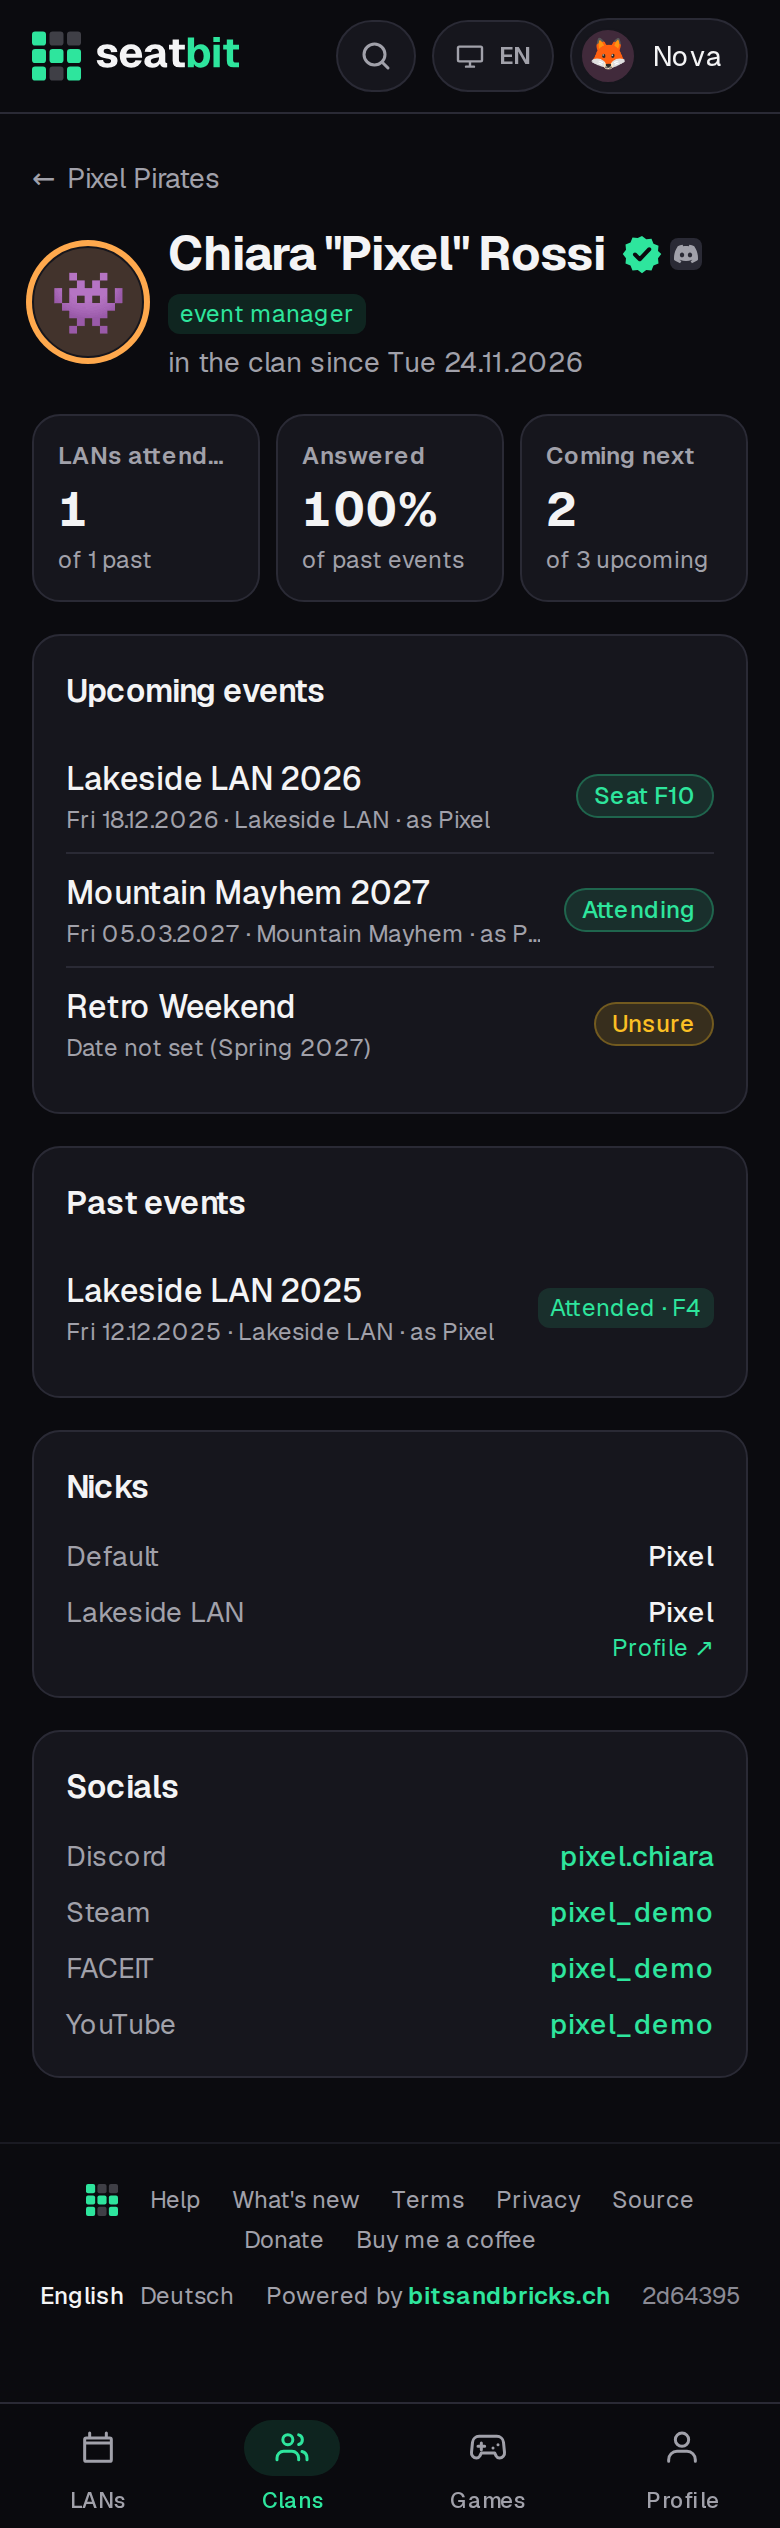 seatbit
EN
Nova
← Pixel Pirates
Chiara "Pixel" Rossi
event manager
in the clan since Tue 24.11.2026
LANs attend…
1
of 1 past
Answered
100%
of past events
Coming next
2
of 3 upcoming
Upcoming events
Lakeside LAN 2026
Fri 18.12.2026 · Lakeside LAN · as Pixel
Seat F10
Mountain Mayhem 2027
Fri 05.03.2027 · Mountain Mayhem · as P…
Attending
Retro Weekend
Date not set (Spring 2027)
Unsure
Past events
Lakeside LAN 2025
Fri 12.12.2025 · Lakeside LAN · as Pixel
Attended · F4
Nicks
Default Pixel
Lakeside LAN Pixel
Profile ↗
Socials
Discord pixel.chiara
Steam pixel_demo
FACEIT pixel_demo
YouTube pixel_demo
Help What's new Terms Privacy Source
Donate Buy me a coffee
English Deutsch Powered by bitsandbricks.ch 2d64395
LANs Clans Games Profile